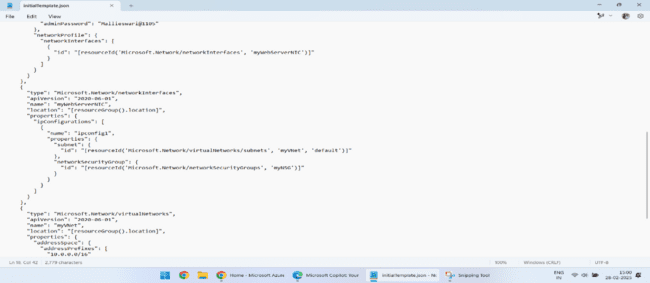 initialtemplate.json
File Edit View
"adminPassword": "Mallieswari@1105"
},
"networkProfile": {
"networkInterfaces": [
{
"id": "[resourceId('Microsoft.Network/networkInterfaces', 'myWebServerNIC')]"
}
]
}
}
},
{
"type": "Microsoft.Network/networkInterfaces",
"apiVersion": "2020-06-01",
"name": "myWebServerNIC",
"location": "[resourceGroup().location]",
"properties": {
"ipConfigurations": [
{
"name": "ipconfig1",
"properties": {
"subnet": {
"id": "[resourceId('Microsoft.Network/virtualNetworks/subnets', 'myVNet', 'default')]"
},
"networkSecurityGroup": {
"id": "[resourceId('Microsoft.Network/networkSecurityGroups', 'myNSG')]"
}
}
}
]
}
},
{
"type": "Microsoft.Network/virtualNetworks",
"apiVersion": "2020-06-01",
"name": "myVNet",
"location": "[resourceGroup().location]",
"properties": {
"addressSpace": {
"addressPrefixes": [
"10.0.0.0/16"
Ln 16, Col 42 2,779 characters 100% Windows (CRLF) UTF-8
Home - Microsoft Azure Microsoft Copilot: Your initialtemplate.json - No Snipping Tool ENG IN 15:00 26-02-2025